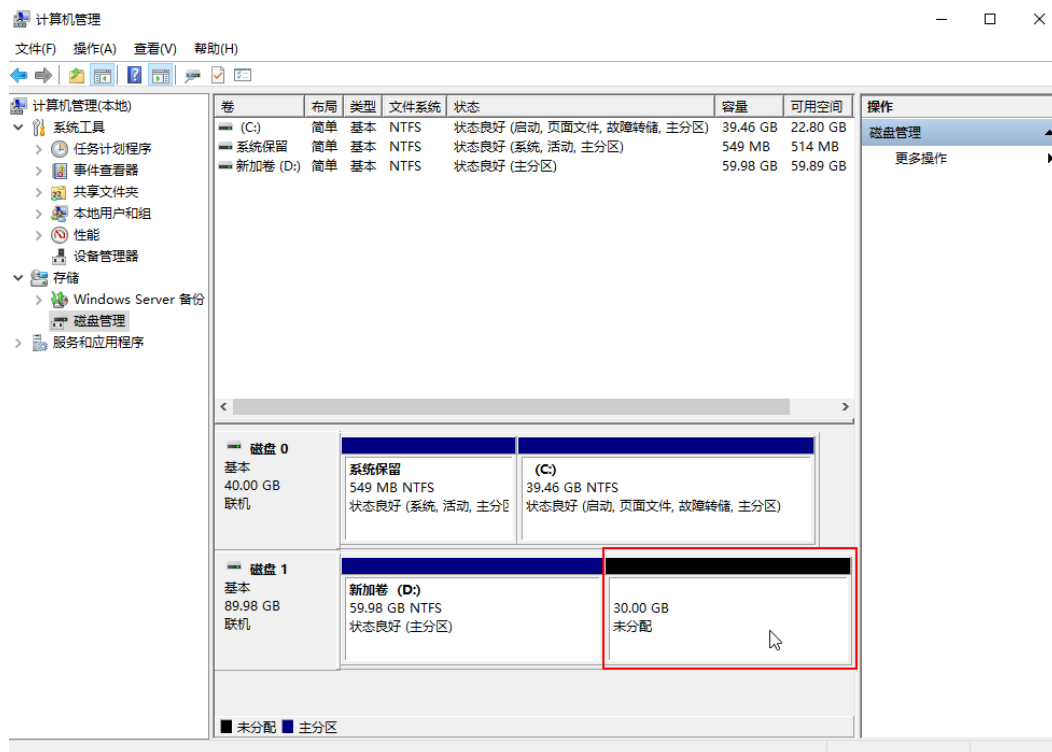 计算机管理
文件(F) 操作(A) 查看(V) 帮助(H)
计算机管理(本地)
系统工具
任务计划程序
事件查看器
共享文件夹
本地用户和组
性能
设备管理器
存储
Windows Server 备份
磁盘管理
服务和应用程序
卷 布局 类型 文件系统 状态 容量 可用空间
(C:) 简单 基本 NTFS 状态良好 (启动, 页面文件, 故障转储, 主分区) 39.46 GB 22.80 GB
系统保留 简单 基本 NTFS 状态良好 (系统, 活动, 主分区) 549 MB 514 MB
新加卷 (D:) 简单 基本 NTFS 状态良好 (主分区) 59.98 GB 59.89 GB
操作
磁盘管理
更多操作
磁盘 0
基本
40.00 GB
联机
系统保留
549 MB NTFS
状态良好 (系统, 活动, 主分区
(C:)
39.46 GB NTFS
状态良好 (启动, 页面文件, 故障转储, 主分区)
磁盘 1
基本
89.98 GB
联机
新加卷 (D:)
59.98 GB NTFS
状态良好 (主分区)
30.00 GB
未分配
未分配 主分区